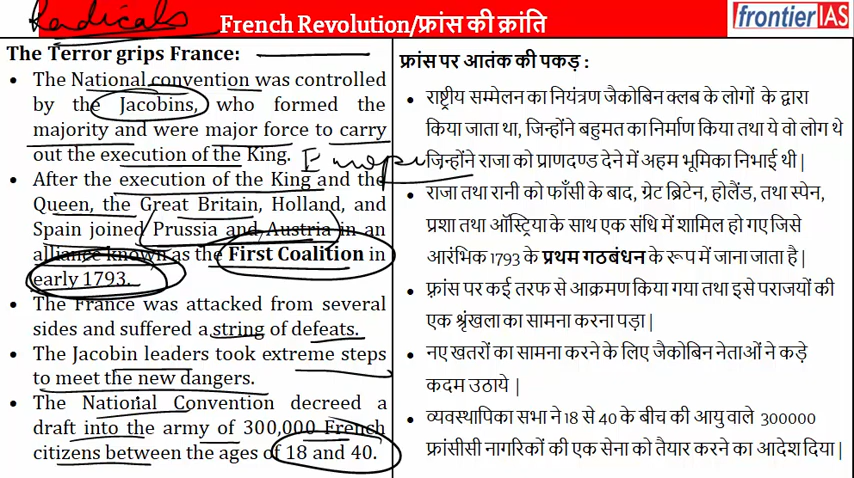 Radicals
French Revolution/फ्रांस की क्रांति
frontierIAS
The Terror grips France:
• The National convention was controlled
by the Jacobins, who formed the
majority and were major force to carry
out the execution of the King.
• After the execution of the King and the
Queen, the Great Britain, Holland, and
Spain joined Prussia and Austria in an
alliance known as the First Coalition in
early 1793.
• The France was attacked from several
sides and suffered a string of defeats.
• The Jacobin leaders took extreme steps
to meet the new dangers.
• The National Convention decreed a
draft into the army of 300,000 French
citizens between the ages of 18 and 40.
फ्रांस पर आतंक की पकड़ :
• राष्ट्रीय सम्मेलन का नियंत्रण जैकोबिन क्लब के लोगों के द्वारा
किया जाता था, जिन्होंने बहुमत का निर्माण किया तथा ये वो लोग थे
जिन्होंने राजा को प्राणदण्ड देने में अहम भूमिका निभाई थी |
• राजा तथा रानी को फाँसी के बाद, ग्रेट ब्रिटेन, होलैंड, तथा स्पेन,
प्रशा तथा ऑस्ट्रिया के साथ एक संधि में शामिल हो गए जिसे
आरंभिक 1793 के प्रथम गठबंधन के रूप में जाना जाता है |
• फ़्रांस पर कई तरफ से आक्रमण किया गया तथा इसे पराजयों की
एक श्रृंखला का सामना करना पड़ा |
• नए खतरों का सामना करने के लिए जैकोबिन नेताओं ने कड़े
कदम उठाये |
• व्यवस्थापिका सभा ने 18 से 40 के बीच की आयु वाले 300000
फ्रांसीसी नागरिकों की एक सेना को तैयार करने का आदेश दिया |